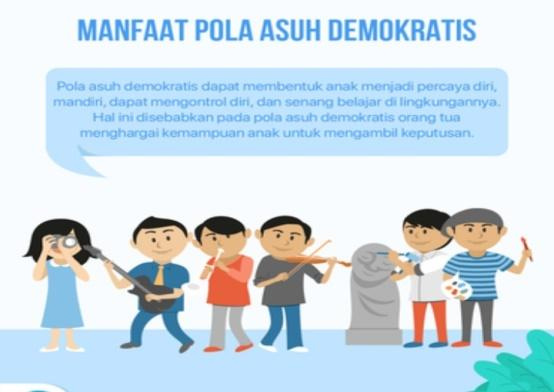 MANFAAT POLA ASUH DEMOKRATIS
Pola asuh demokratis dapat membentuk anak menjadi percaya diri,
mandiri, dapat mengontrol diri, dan senang belajar di lingkungannya.
Hal ini disebabkan pada pola asuh demokratis orang tua
menghargai kemampuan anak untuk mengambil keputusan.